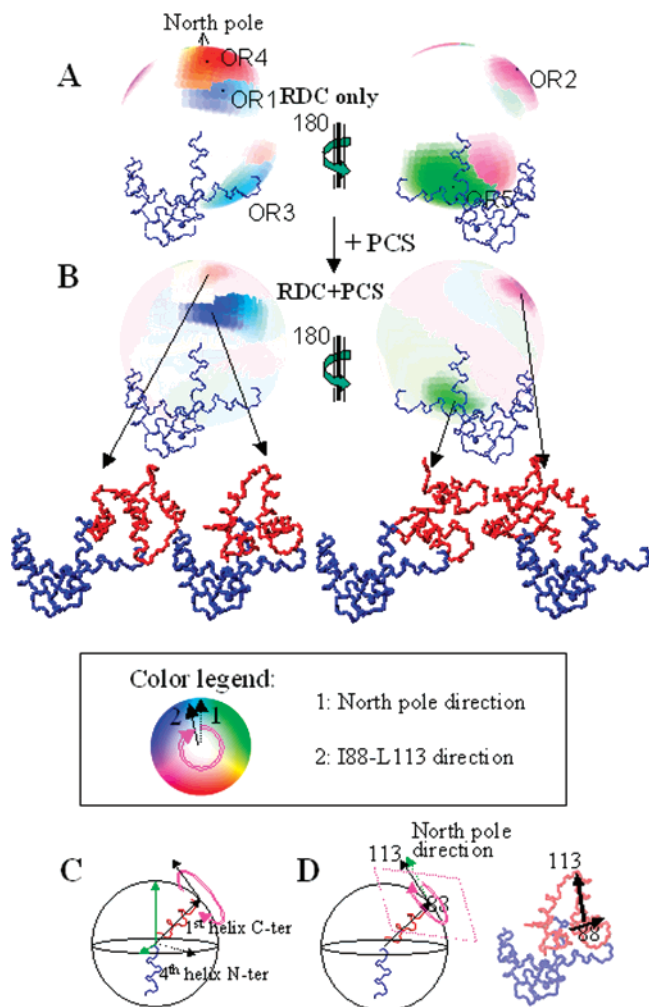 North pole
A
OR4
OR1
RDC only
OR2
180
OR3
OR5
+ PCS
B
RDC+PCS
180
Color legend:
2
1
1: North pole direction
2: I88-L113 direction
C
D
North pole
direction
113
88
113
88
1st helix C-ter
4th helix N-ter